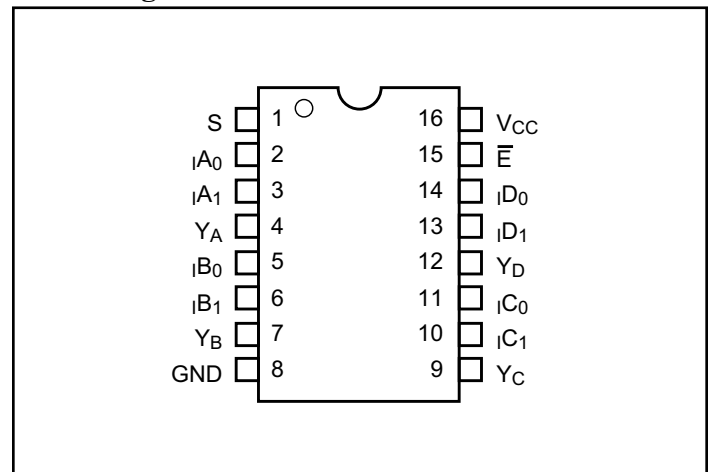 S 1 16 V_CC
IA0 2 15 E̅
IA1 3 14 ID0
YA 4 13 ID1
IB0 5 12 YD
IB1 6 11 IC0
YB 7 10 IC1
GND 8 9 YC